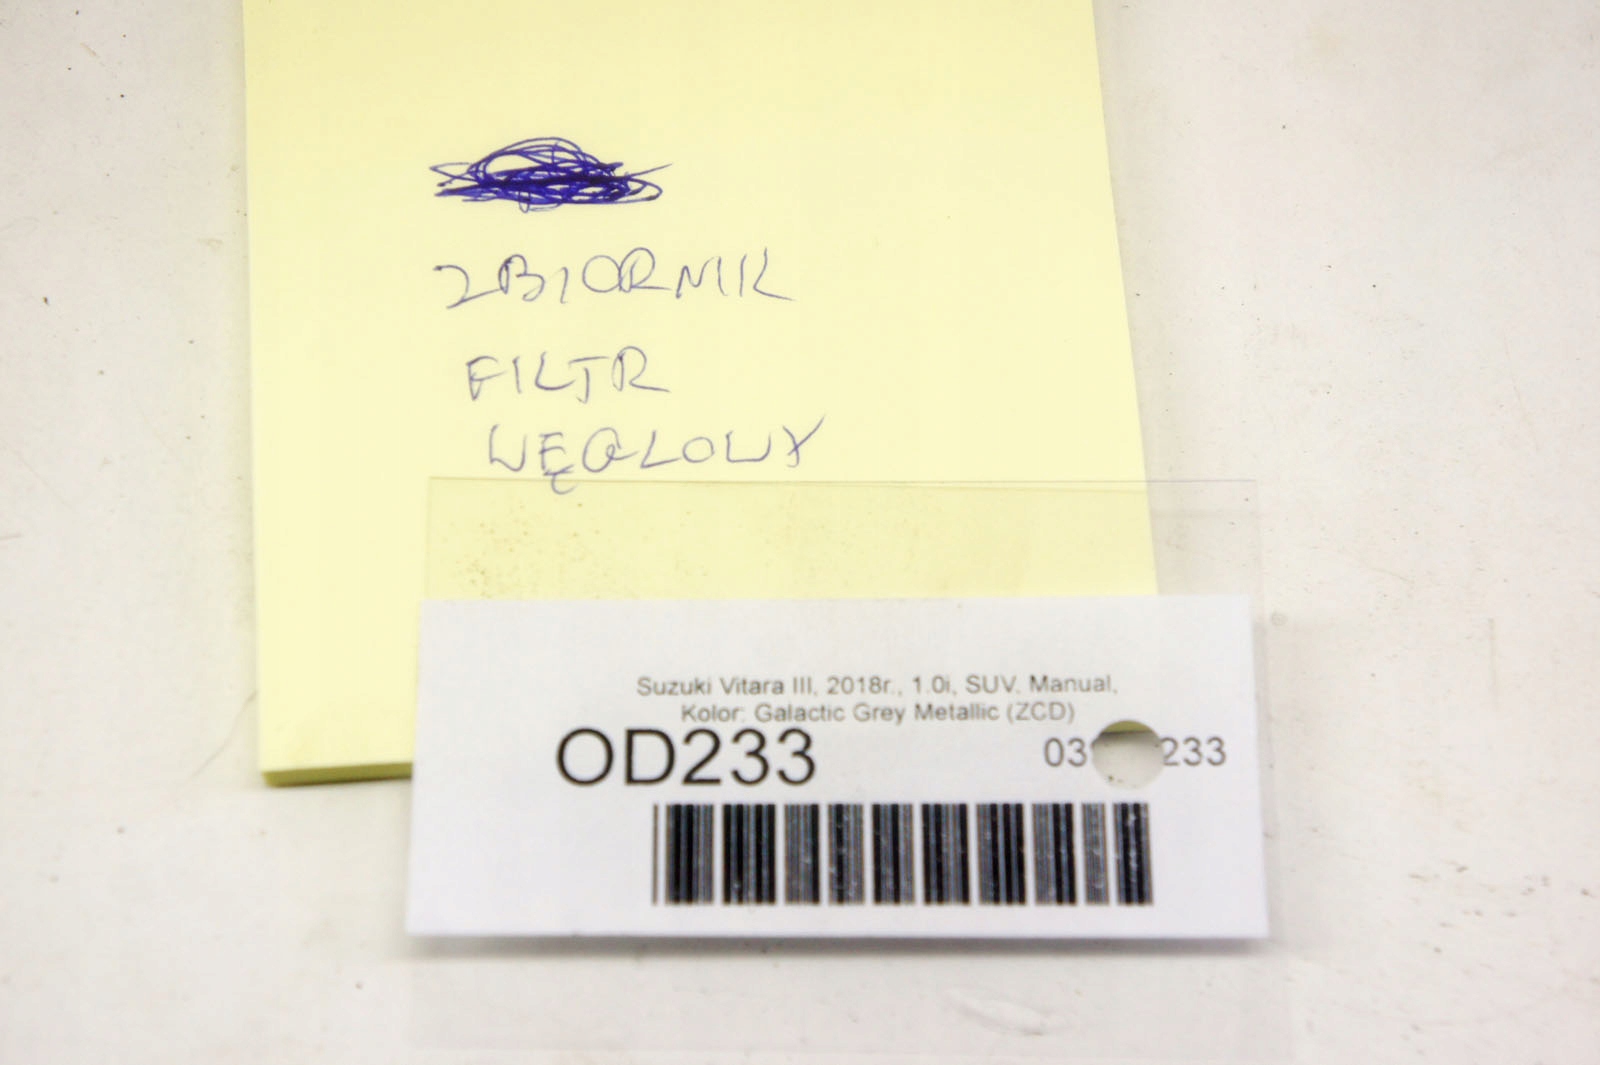 ZBIORNIK
FILTR
WĘGLOWY
Suzuki Vitara III, 2018r., 1.0i, SUV, Manual,
Kolor: Galactic Grey Metallic (ZCD)
OD233